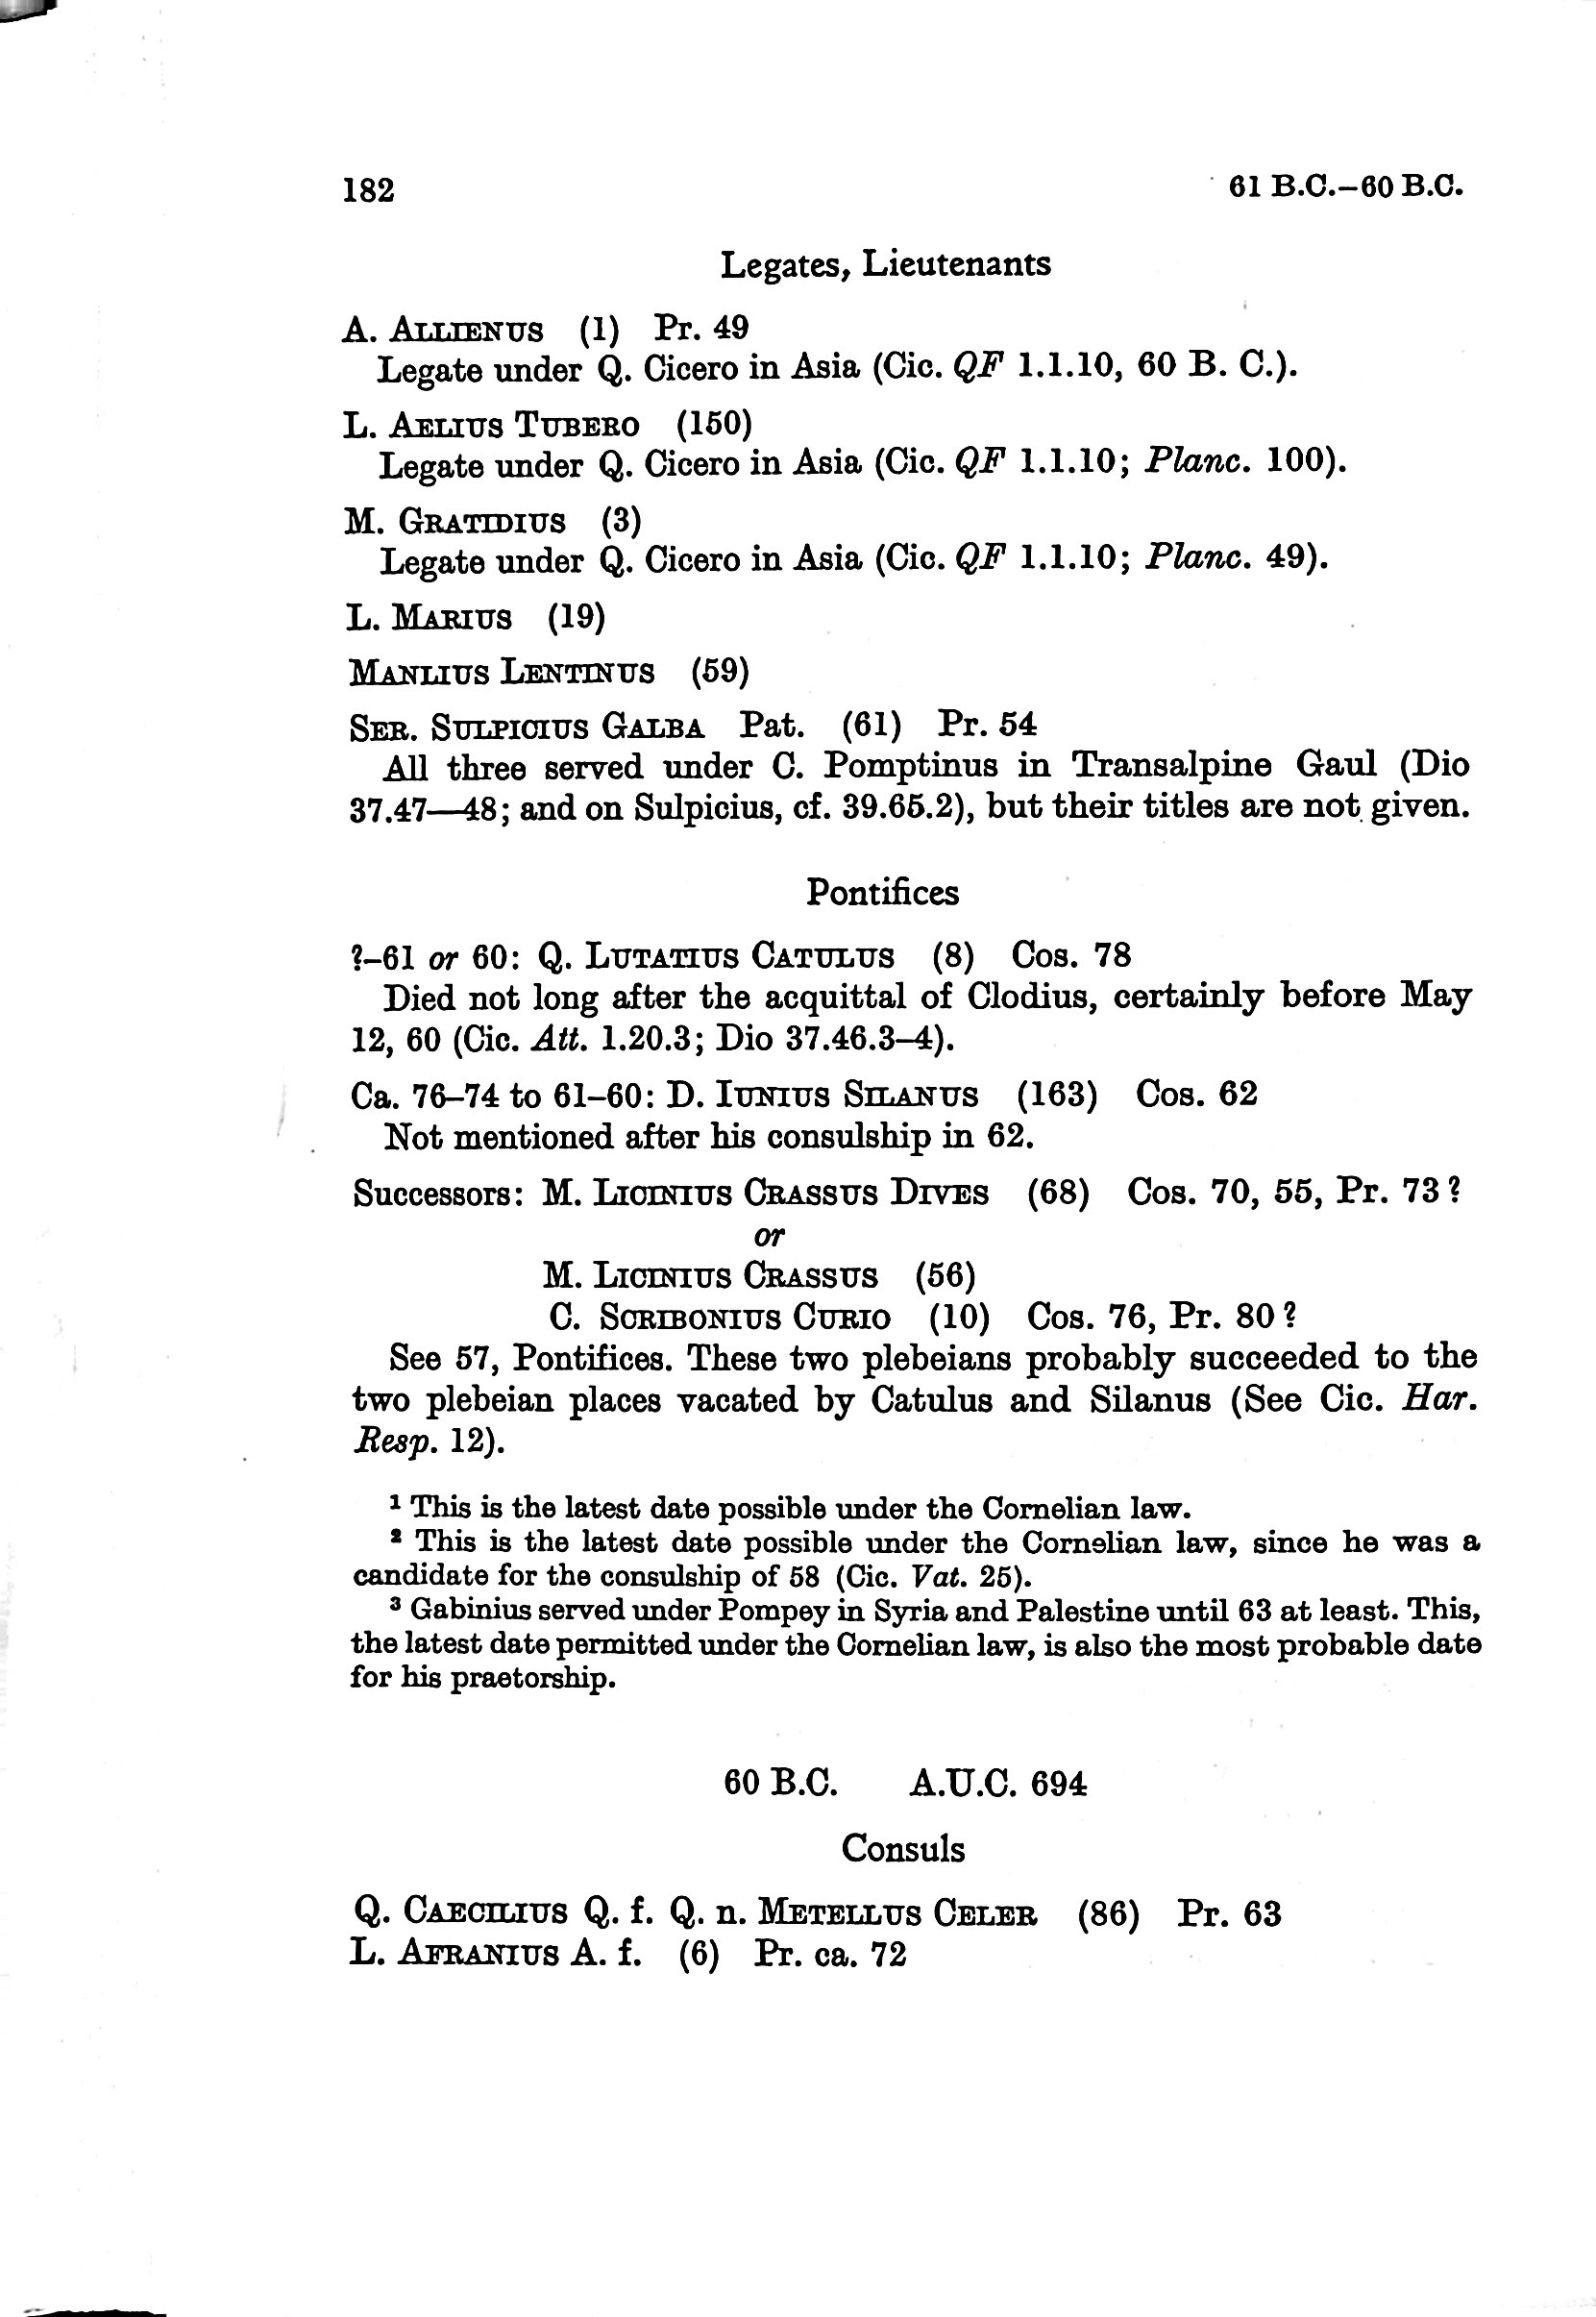 182
61 B.C.–60 B.C.
Legates, Lieutenants
A. Allienus (1) Pr. 49
Legate under Q. Cicero in Asia (Cic. QF 1.1.10, 60 B. C.).
L. Aelius Tubero (150)
Legate under Q. Cicero in Asia (Cic. QF 1.1.10; Planc. 100).
M. Gratidius (3)
Legate under Q. Cicero in Asia (Cic. QF 1.1.10; Planc. 49).
L. Marius (19)
Manlius Lentinus (59)
Ser. Sulpicius Galba Pat. (61) Pr. 54
All three served under C. Pomptinus in Transalpine Gaul (Dio
37.47—48; and on Sulpicius, cf. 39.65.2), but their titles are not given.
Pontifices
?–61 or 60: Q. Lutatius Catulus (8) Cos. 78
Died not long after the acquittal of Clodius, certainly before May
12, 60 (Cic. Att. 1.20.3; Dio 37.46.3–4).
Ca. 76–74 to 61–60: D. Iunius Silanus (163) Cos. 62
Not mentioned after his consulship in 62.
Successors: M. Licinius Crassus Dives (68) Cos. 70, 55, Pr. 73?
or
M. Licinius Crassus (56)
C. Scribonius Curio (10) Cos. 76, Pr. 80?
See 57, Pontifices. These two plebeians probably succeeded to the
two plebeian places vacated by Catulus and Silanus (See Cic. Har.
Resp. 12).
¹ This is the latest date possible under the Cornelian law.
² This is the latest date possible under the Cornelian law, since he was a
candidate for the consulship of 58 (Cic. Vat. 25).
³ Gabinius served under Pompey in Syria and Palestine until 63 at least. This,
the latest date permitted under the Cornelian law, is also the most probable date
for his praetorship.
60 B.C. A.U.C. 694
Consuls
Q. Caecilius Q. f. Q. n. Metellus Celer (86) Pr. 63
L. Afranius A. f. (6) Pr. ca. 72